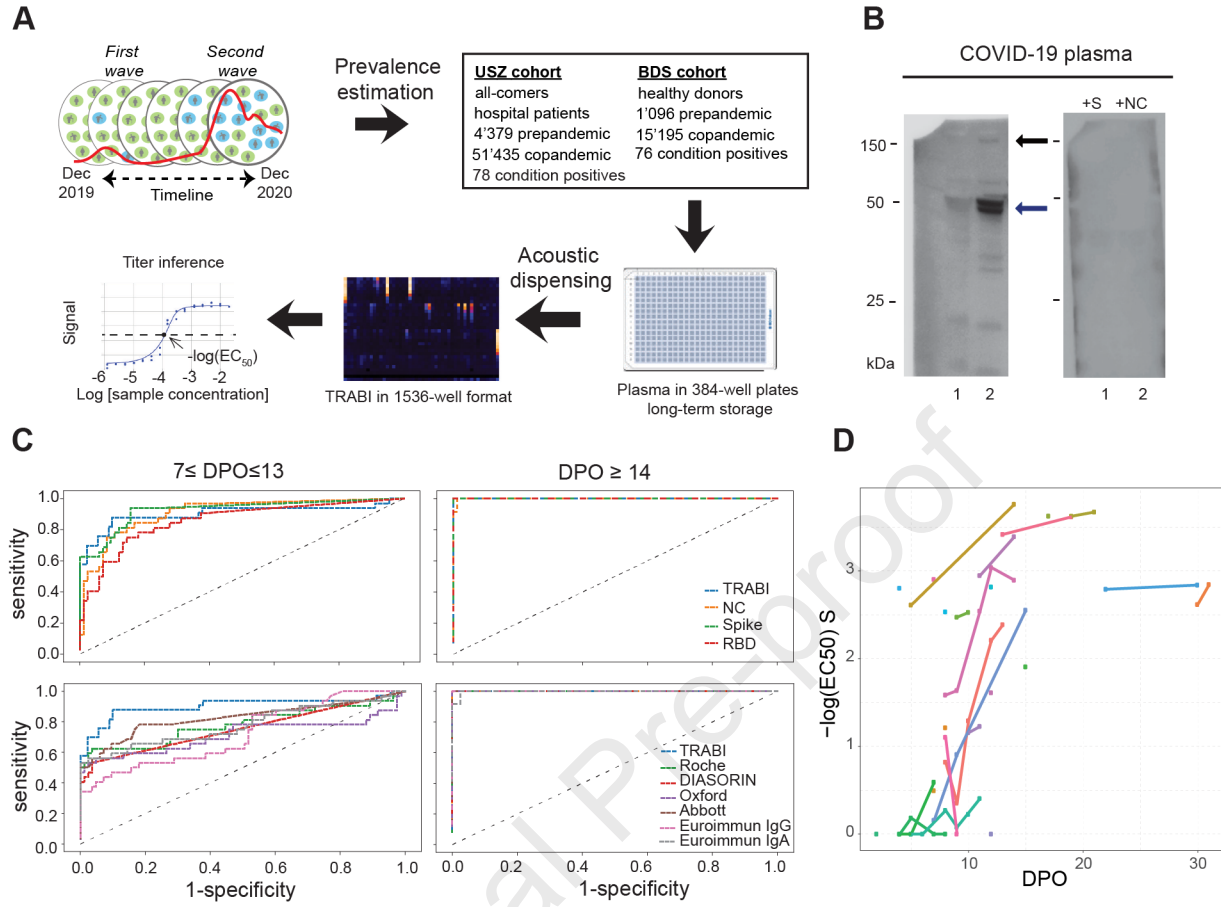 A
First
wave
Second
wave
Dec
2019
Timeline
Dec
2020
Prevalence
estimation
USZ cohort
all-comers
hospital patients
4'379 prepandemic
51'435 copandemic
78 condition positives
BDS cohort
healthy donors
1'096 prepandemic
15'195 copandemic
76 condition positives
Acoustic
dispensing
Plasma in 384-well plates
long-term storage
TRABI in 1536-well format
Titer inference
Signal
-log(EC50)
-6 -5 -4 -3 -2
Log [sample concentration]
B
COVID-19 plasma
+S +NC
150
50
25
kDa
1 2
1 2
C
7≤ DPO≤13
DPO ≥ 14
sensitivity
1.0
0.8
0.6
0.4
0.2
0.0
TRABI
NC
Spike
RBD
sensitivity
1.0
0.8
0.6
0.4
0.2
0.0
TRABI
Roche
DIASORIN
Oxford
Abbott
Euroimmun IgG
Euroimmun IgA
0.0 0.2 0.4 0.6 0.8 1.0
0.0 0.2 0.4 0.6 0.8 1.0
1-specificity
1-specificity
D
−log(EC50) S
3
2
1
0
10 20 30
DPO
al Pre-proof